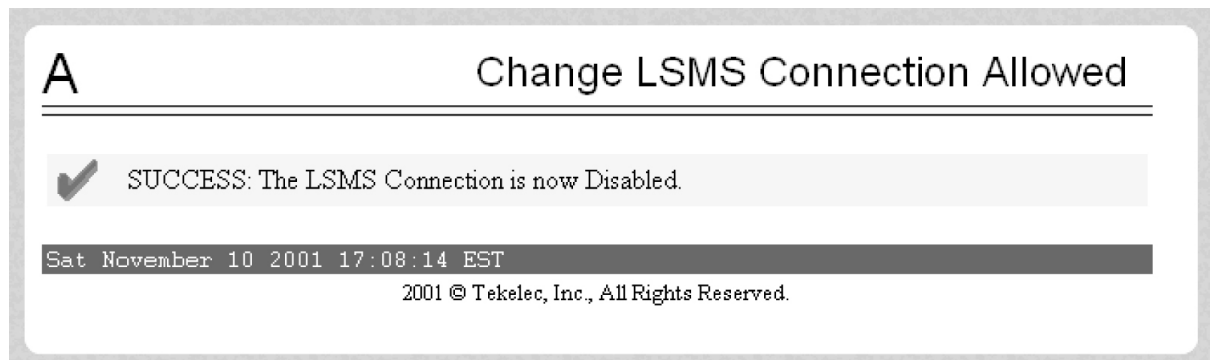 A Change LSMS Connection Allowed
SUCCESS: The LSMS Connection is now Disabled.
Sat November 10 2001 17:08:14 EST
2001 © Tekelec, Inc., All Rights Reserved.